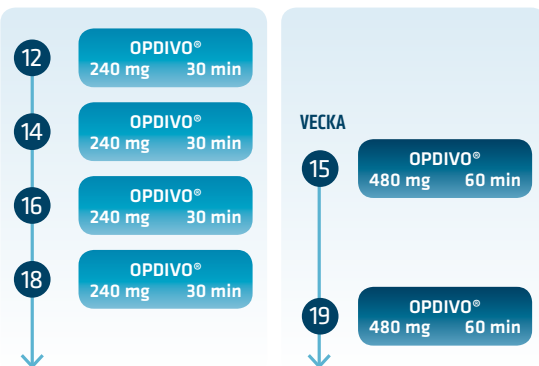 12
OPDIVO®
240 mg 30 min
14
OPDIVO®
240 mg 30 min
16
OPDIVO®
240 mg 30 min
18
OPDIVO®
240 mg 30 min
VECKA
15
OPDIVO®
480 mg 60 min
19
OPDIVO®
480 mg 60 min